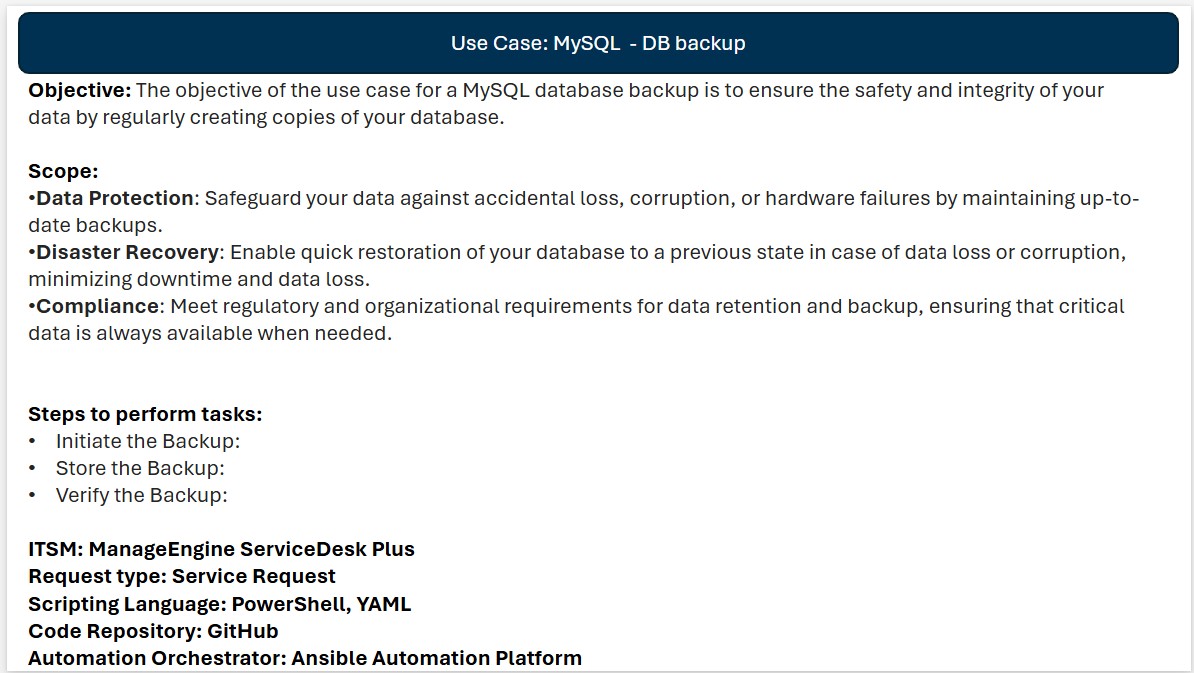 Use Case: MySQL  - DB backup
Objective: The objective of the use case for a MySQL database backup is to ensure the safety and integrity of your
data by regularly creating copies of your database.
Scope:
•Data Protection: Safeguard your data against accidental loss, corruption, or hardware failures by maintaining up-to-
date backups.
•Disaster Recovery: Enable quick restoration of your database to a previous state in case of data loss or corruption,
minimizing downtime and data loss.
•Compliance: Meet regulatory and organizational requirements for data retention and backup, ensuring that critical
data is always available when needed.
Steps to perform tasks:
• Initiate the Backup:
• Store the Backup:
• Verify the Backup:
ITSM: ManageEngine ServiceDesk Plus
Request type: Service Request
Scripting Language: PowerShell, YAML
Code Repository: GitHub
Automation Orchestrator: Ansible Automation Platform